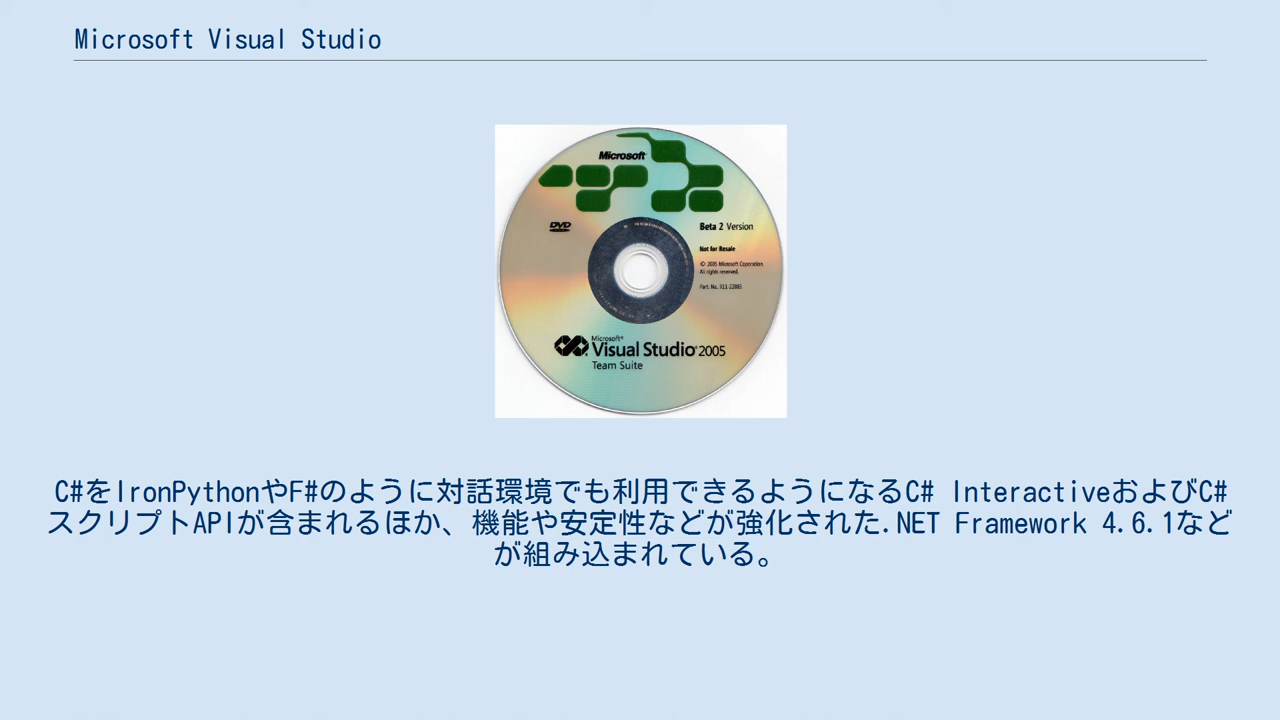 Microsoft Visual Studio
Microsoft
DVD
Beta 2 Version
Not for Resale
© 2005 Microsoft Corporation
All rights reserved.
Microsoft®
Visual Studio® 2005
Team Suite
C#をIronPythonやF#のように対話環境でも利用できるようになるC# InteractiveおよびC#
スクリプトAPIが含まれるほか、機能や安定性などが強化された.NET Framework 4.6.1など
が組み込まれている。